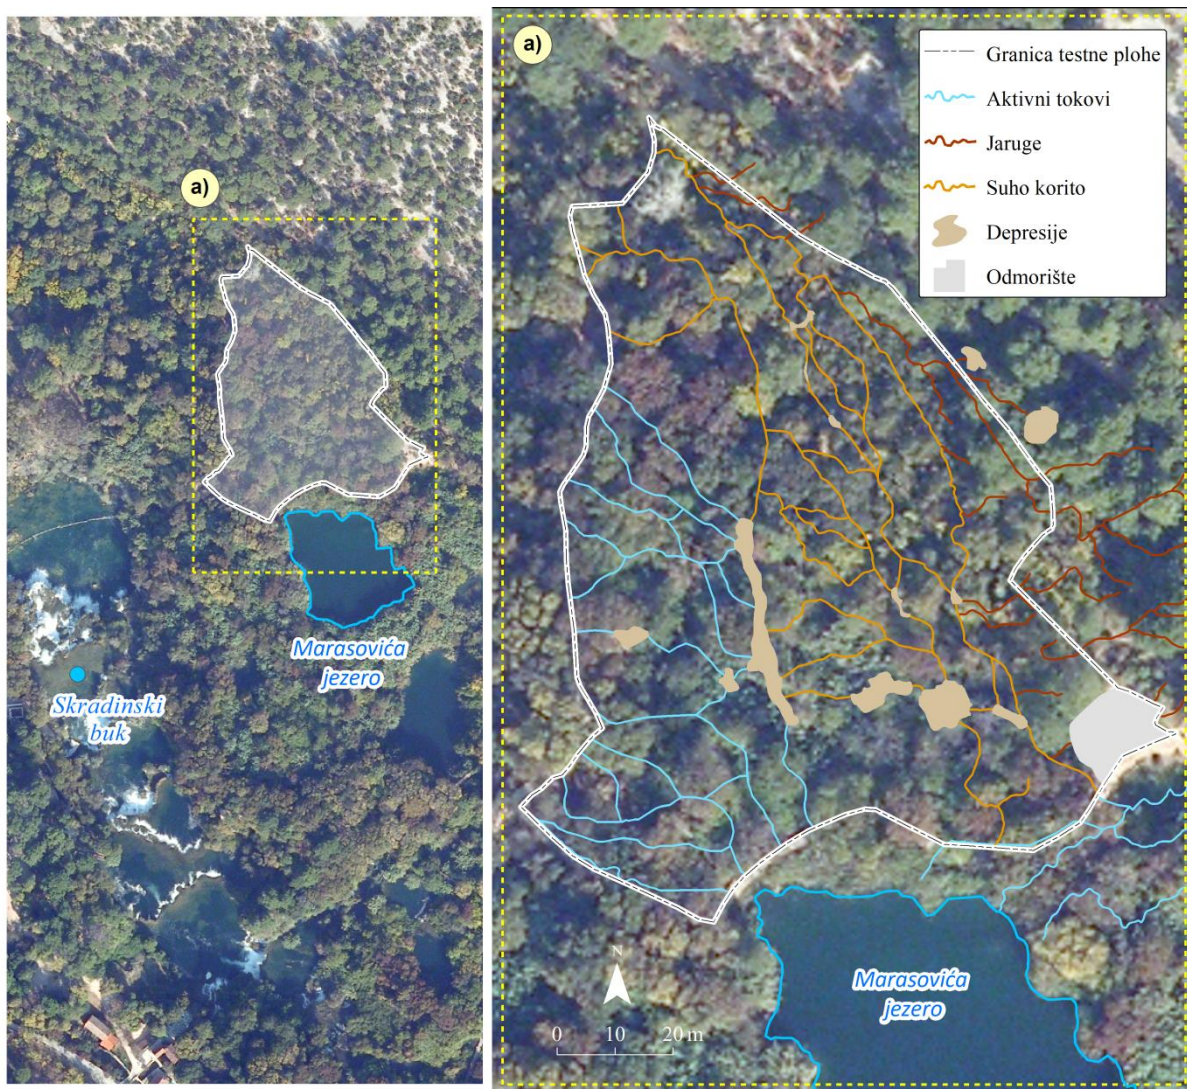 a)
Skradinski
buk
Marasovića
jezero
a)
Granica testne plohe
Aktivni tokovi
Jaruge
Suho korito
Depresije
Odmorište
Marasovića
jezero
N
0 10 20 m